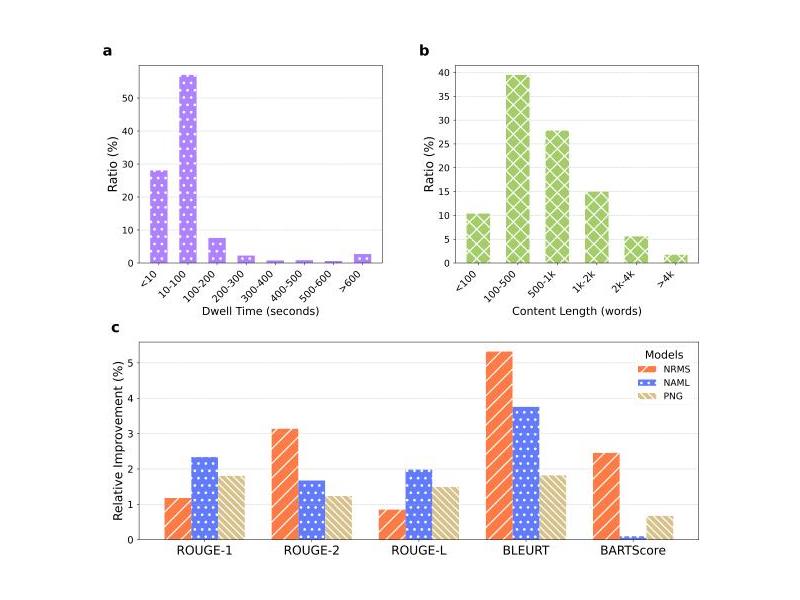 a
Ratio (%)
50
40
30
20
10
0
<10
10-100
100-200
200-300
300-400
400-500
500-600
>600
Dwell Time (seconds)
b
Ratio (%)
40
35
30
25
20
15
10
5
0
<100
100-500
500-1k
1k-2k
2k-4k
>4k
Content Length (words)
c
Relative Improvement (%)
5
4
3
2
1
0
Models
NRMS
NAML
PNG
ROUGE-1
ROUGE-2
ROUGE-L
BLEURT
BARTScore